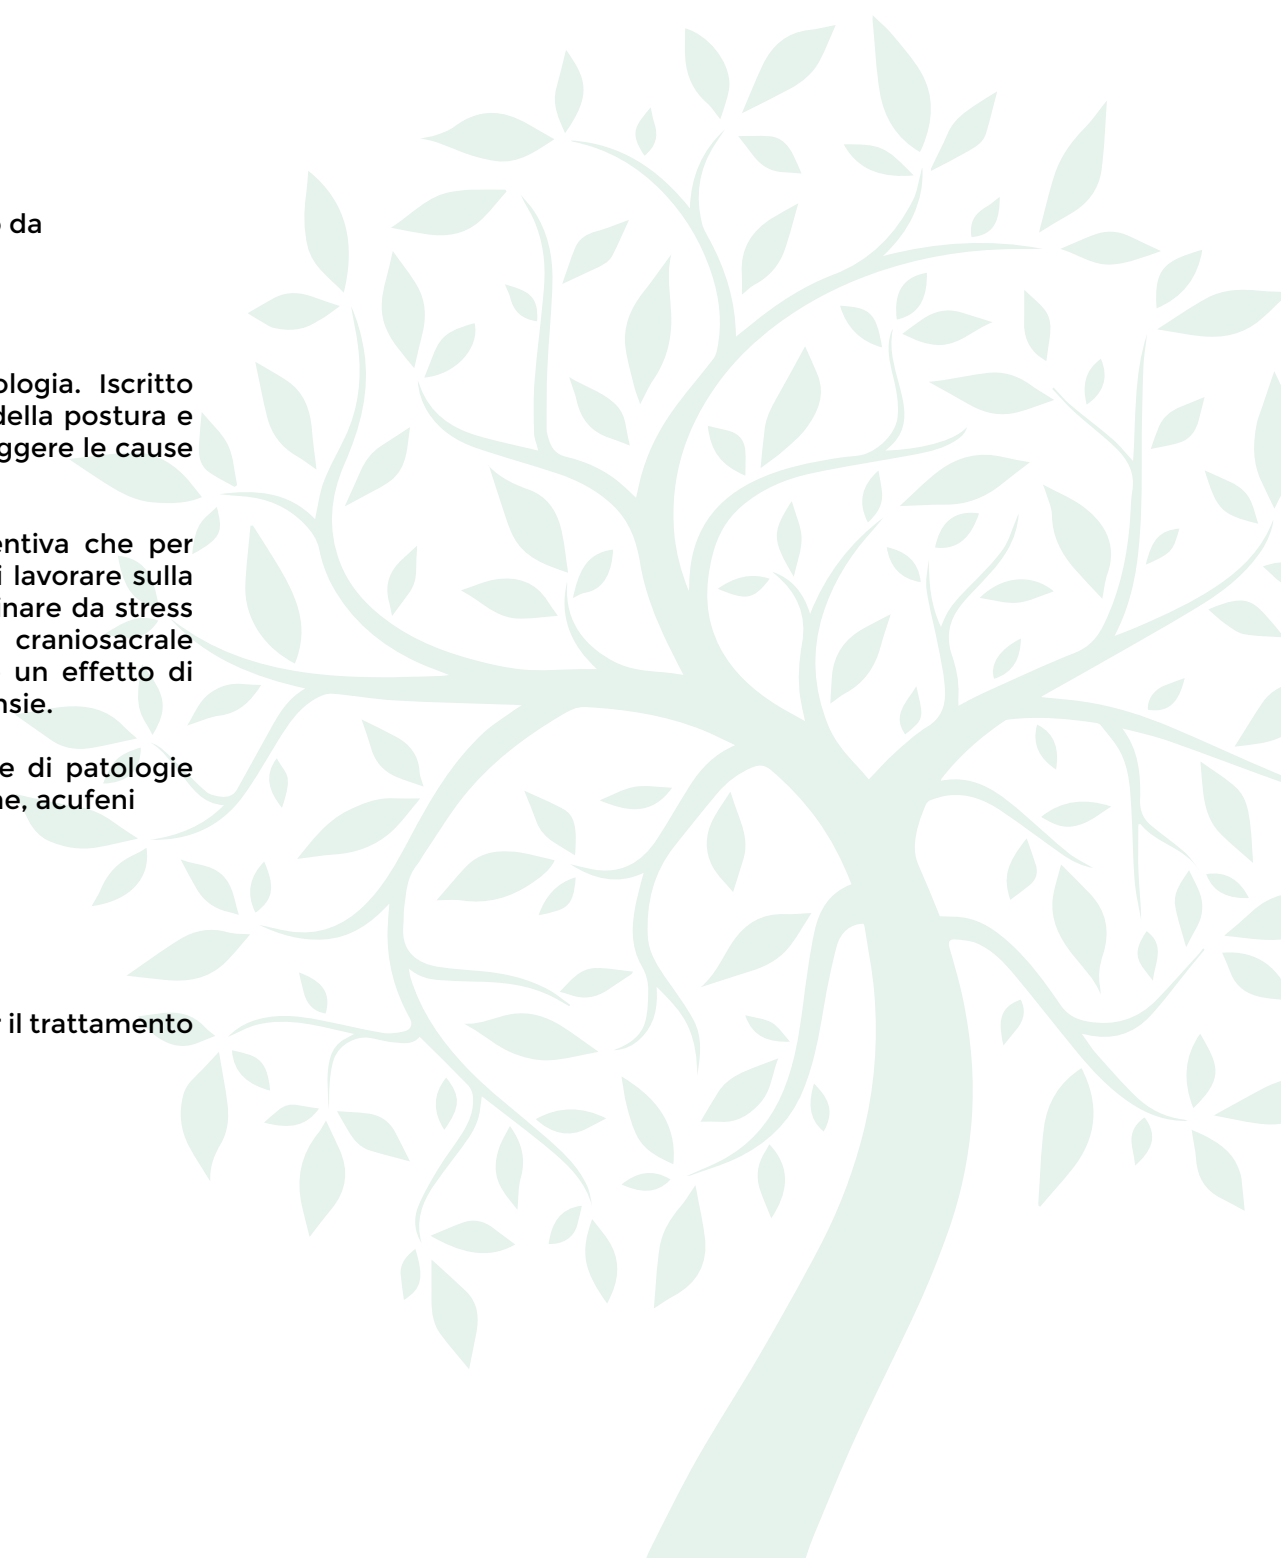 da
ologia. Iscritto
della postura e
ggere le cause
entiva che per
i lavorare sulla
inare da stress
craniosacrale
un effetto di
nsie.
e di patologie
ne, acufeni
il trattamento